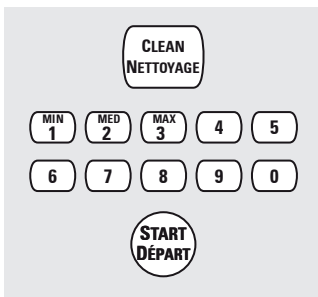 CLEAN
NETTOYAGE
MIN MED MAX
1 2 3 4 5
6 7 8 9 0
START
DÉPART